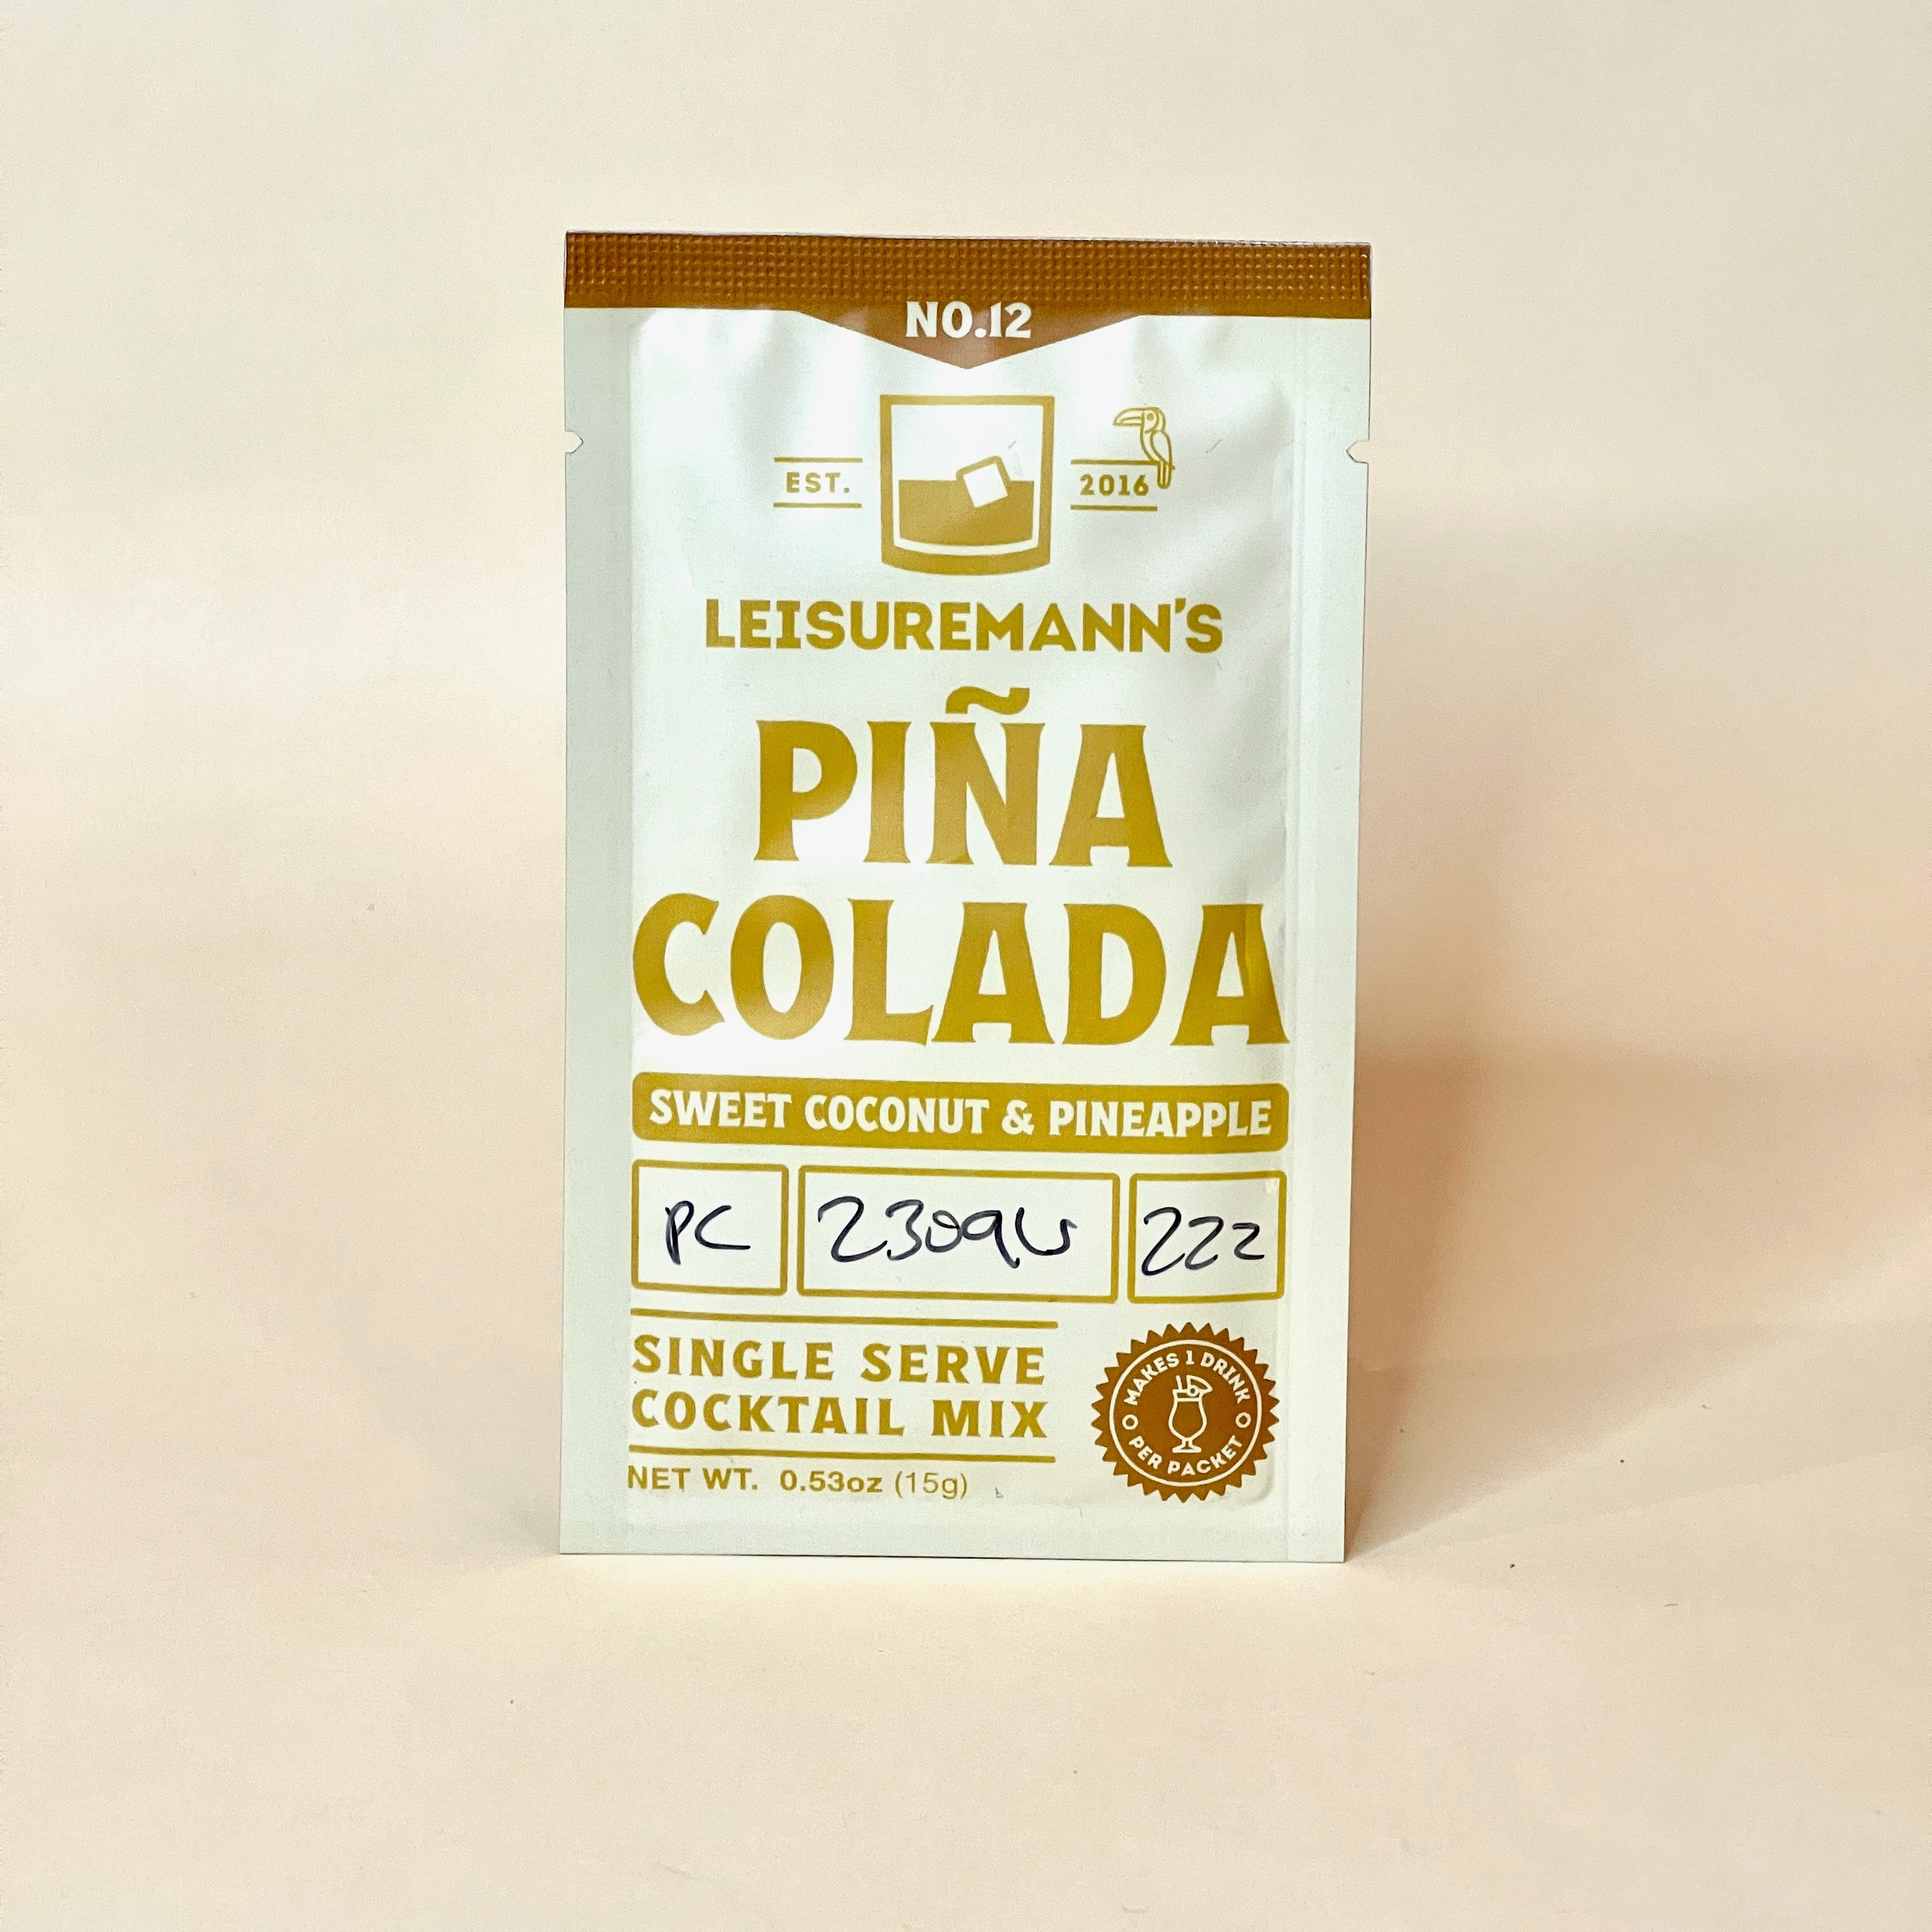 NO.12
EST. 2016
LEISUREMANN'S
PIÑA
COLADA
SWEET COCONUT & PINEAPPLE
PC 222
SINGLE SERVE
COCKTAIL MIX
NET WT. 0.53oz (15g)
MAKES 1 DRINK
PER PACKET